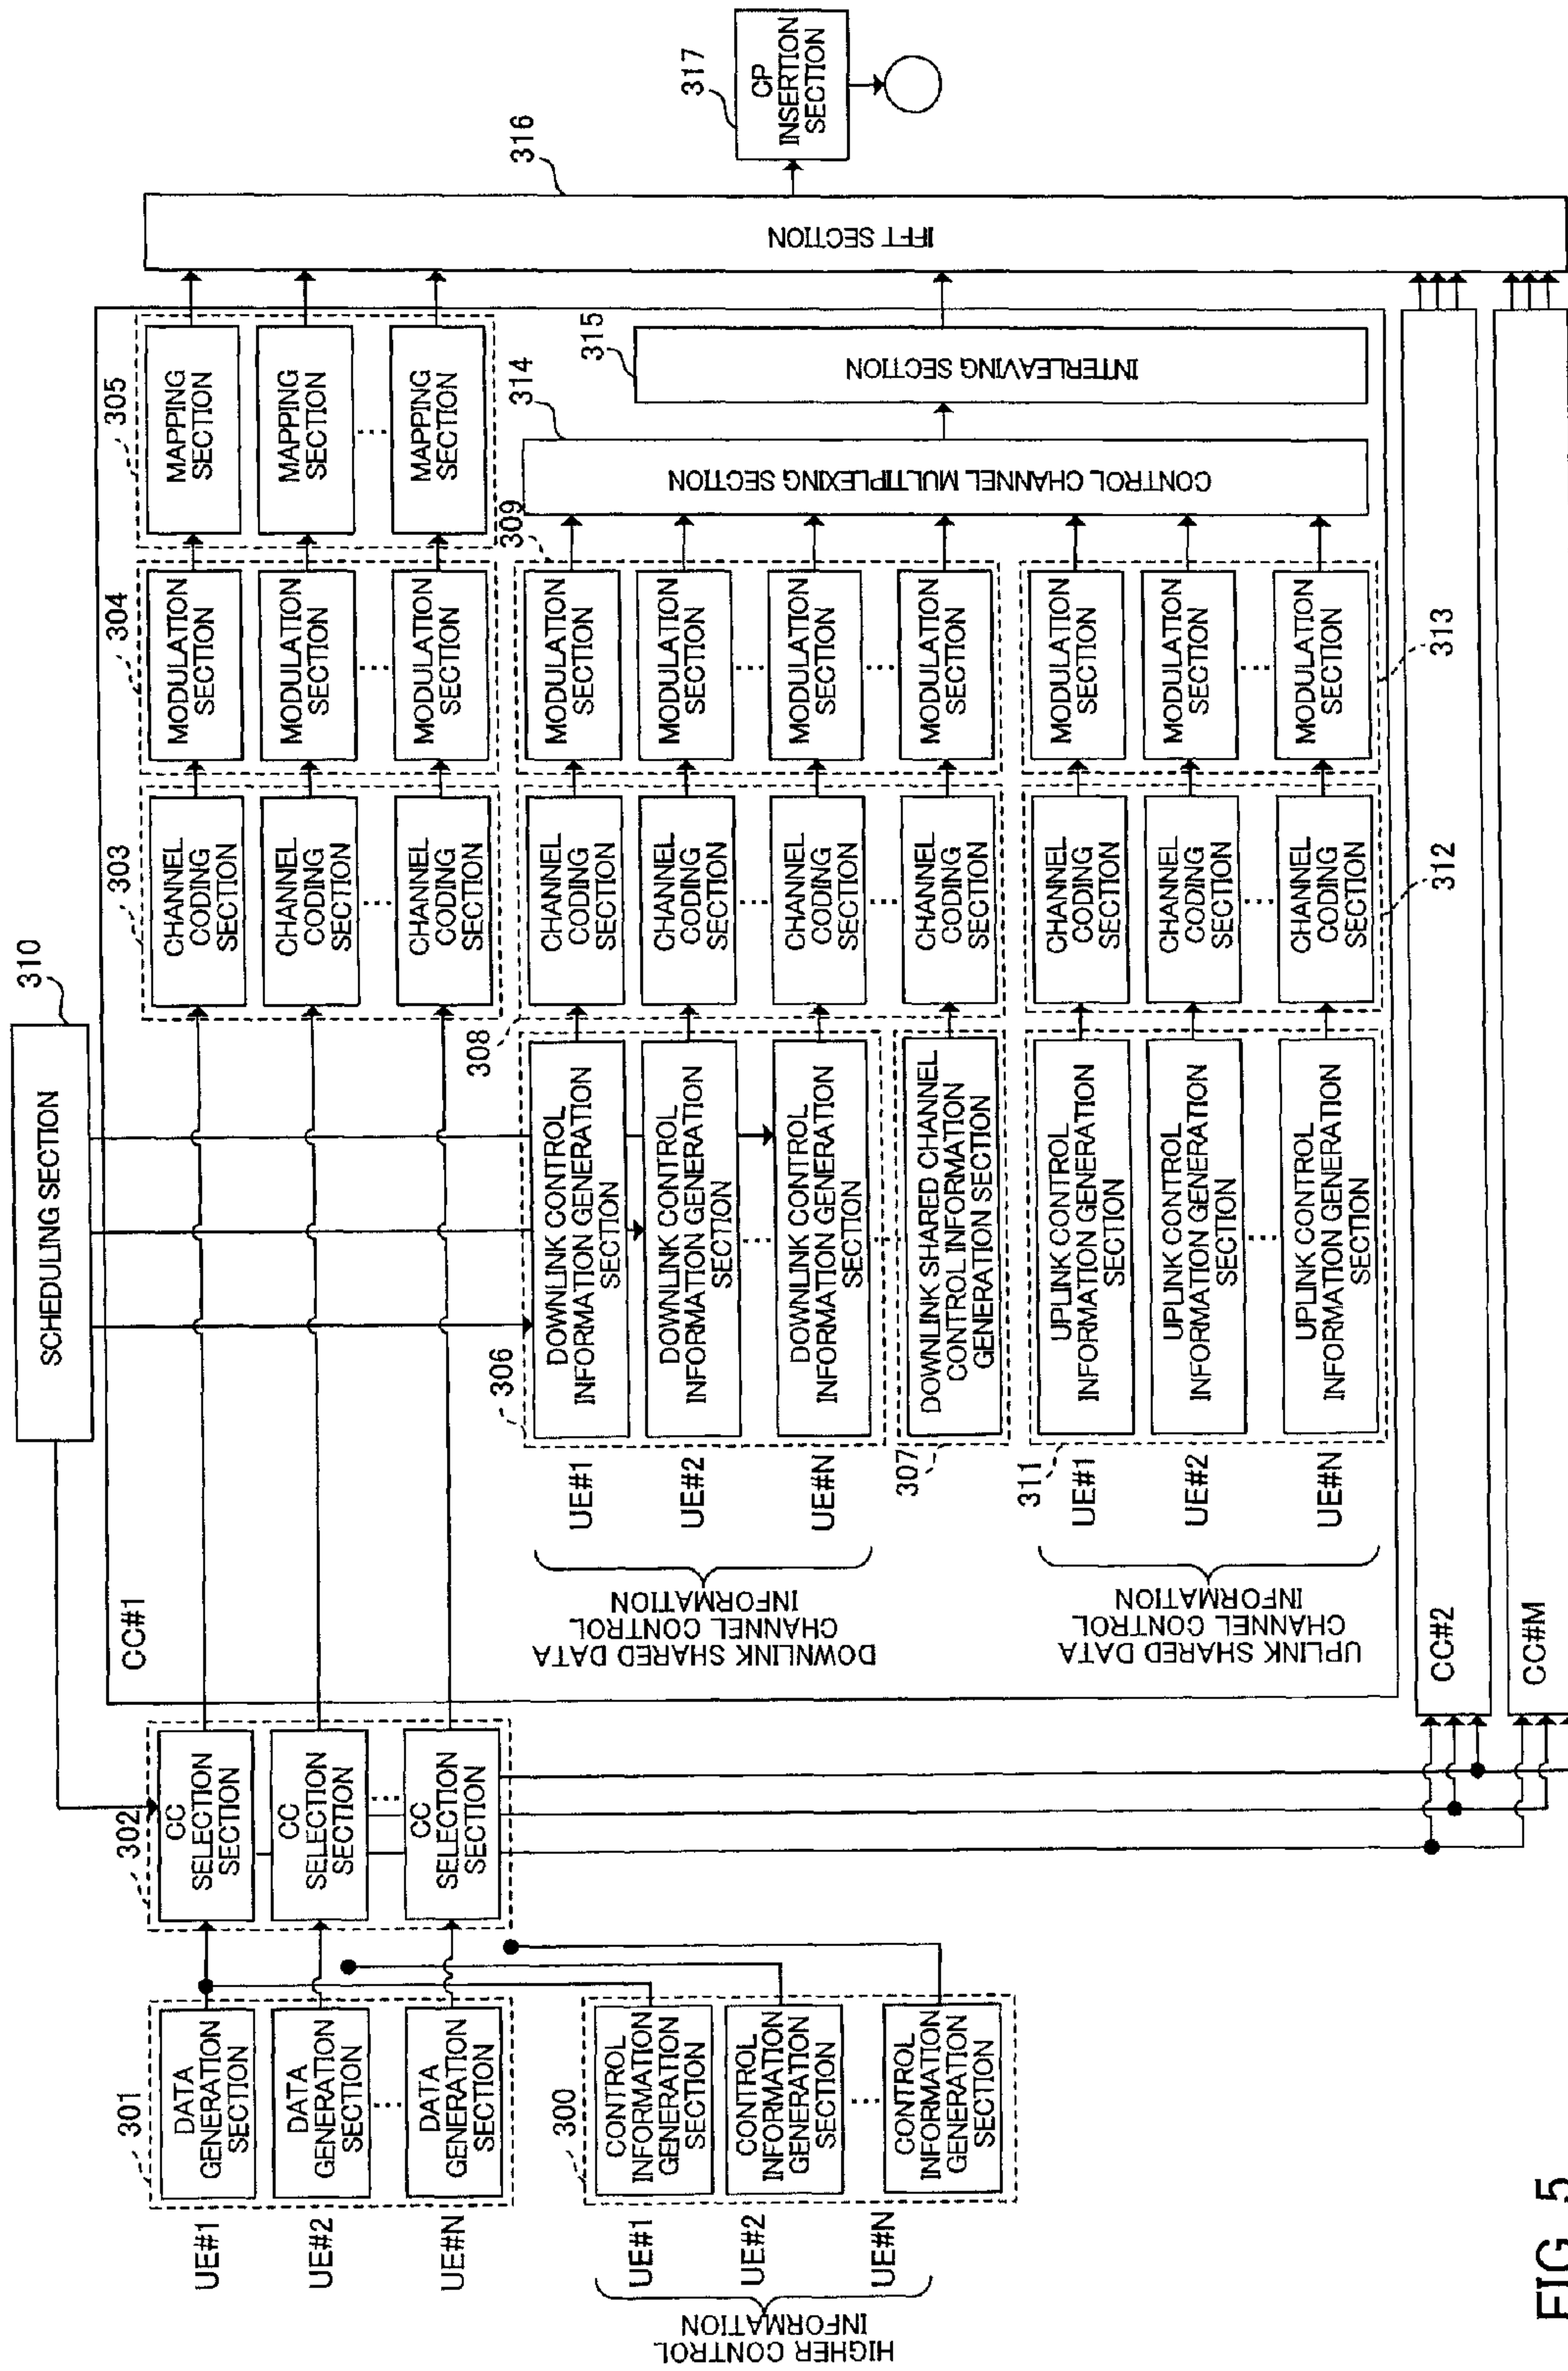 310
SCHEDULING SECTION
301
DATA
GENERATION
SECTION
DATA
GENERATION
SECTION
DATA
GENERATION
SECTION
UE#1
UE#2
UE#N
302
CC
SELECTION
SECTION
CC
SELECTION
SECTION
CC
SELECTION
SECTION
CC#1
303
CHANNEL
CODING
SECTION
CHANNEL
CODING
SECTION
CHANNEL
CODING
SECTION
304
MODULATION
SECTION
MODULATION
SECTION
MODULATION
SECTION
305
MAPPING
SECTION
MAPPING
SECTION
MAPPING
SECTION
300
CONTROL
INFORMATION
GENERATION
SECTION
CONTROL
INFORMATION
GENERATION
SECTION
CONTROL
INFORMATION
GENERATION
SECTION
UE#1
UE#2
UE#N
HIGHER CONTROL
INFORMATION
306
DOWNLINK CONTROL
INFORMATION GENERATION
SECTION
DOWNLINK CONTROL
INFORMATION GENERATION
SECTION
DOWNLINK CONTROL
INFORMATION GENERATION
SECTION
UE#1
UE#2
UE#N
DOWNLINK SHARED DATA
CHANNEL CONTROL
INFORMATION
307
DOWNLINK SHARED CHANNEL
CONTROL INFORMATION
GENERATION SECTION
308
CHANNEL
CODING
SECTION
CHANNEL
CODING
SECTION
CHANNEL
CODING
SECTION
CHANNEL
CODING
SECTION
309
MODULATION
SECTION
MODULATION
SECTION
MODULATION
SECTION
MODULATION
SECTION
311
UPLINK CONTROL
INFORMATION GENERATION
SECTION
UPLINK CONTROL
INFORMATION GENERATION
SECTION
UPLINK CONTROL
INFORMATION GENERATION
SECTION
UE#1
UE#2
UE#N
UPLINK SHARED DATA
CHANNEL CONTROL
INFORMATION
312
CHANNEL
CODING
SECTION
CHANNEL
CODING
SECTION
CHANNEL
CODING
SECTION
313
MODULATION
SECTION
MODULATION
SECTION
MODULATION
SECTION
314
CONTROL CHANNEL MULTIPLEXING SECTION
315
INTERLEAVING SECTION
316
IFFT SECTION
317
CP
INSERTION
SECTION
CC#2
CC#M
FIG. 5